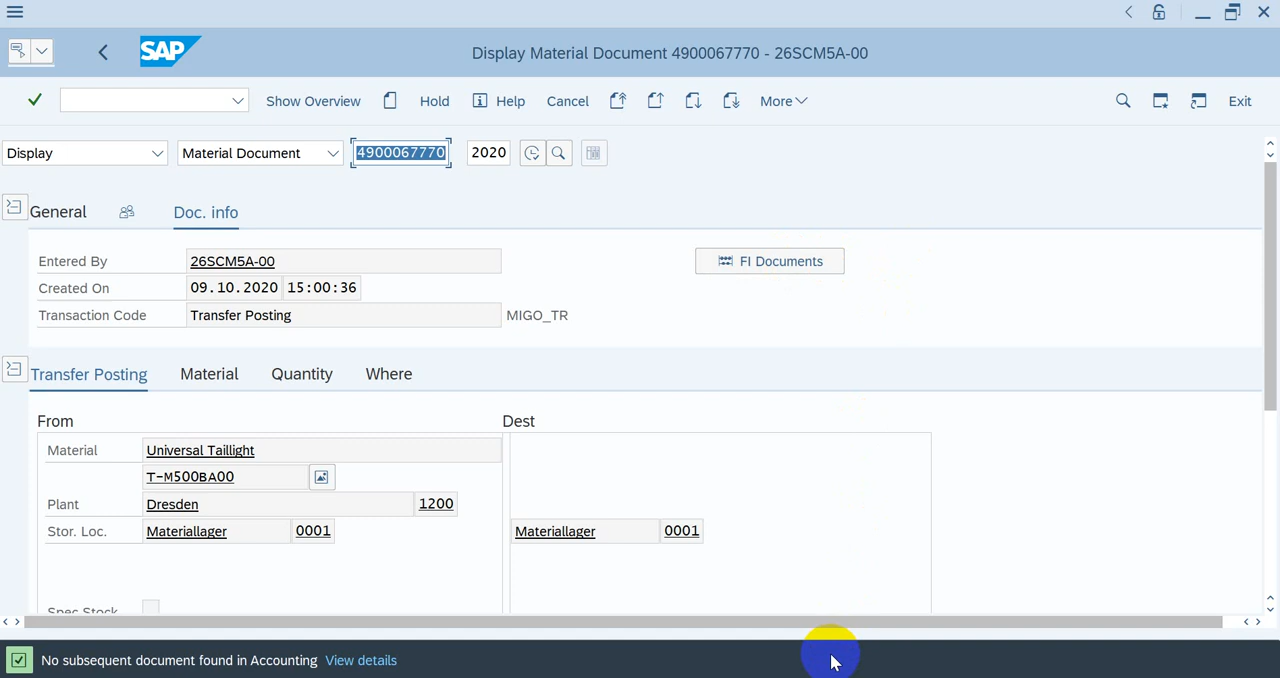 SAP
Display Material Document 4900067770 - 26SCM5A-00
Show Overview Hold Help Cancel More Exit
Display Material Document 4900067770 2020
General Doc. info
Entered By 26SCM5A-00 FI Documents
Created On 09.10.2020 15:00:36
Transaction Code Transfer Posting MIGO_TR
Transfer Posting Material Quantity Where
From Dest
Material Universal Taillight
T-M500BA00
Plant Dresden 1200
Stor. Loc. Materiallager 0001 Materiallager 0001
Spec Stock
No subsequent document found in Accounting View details